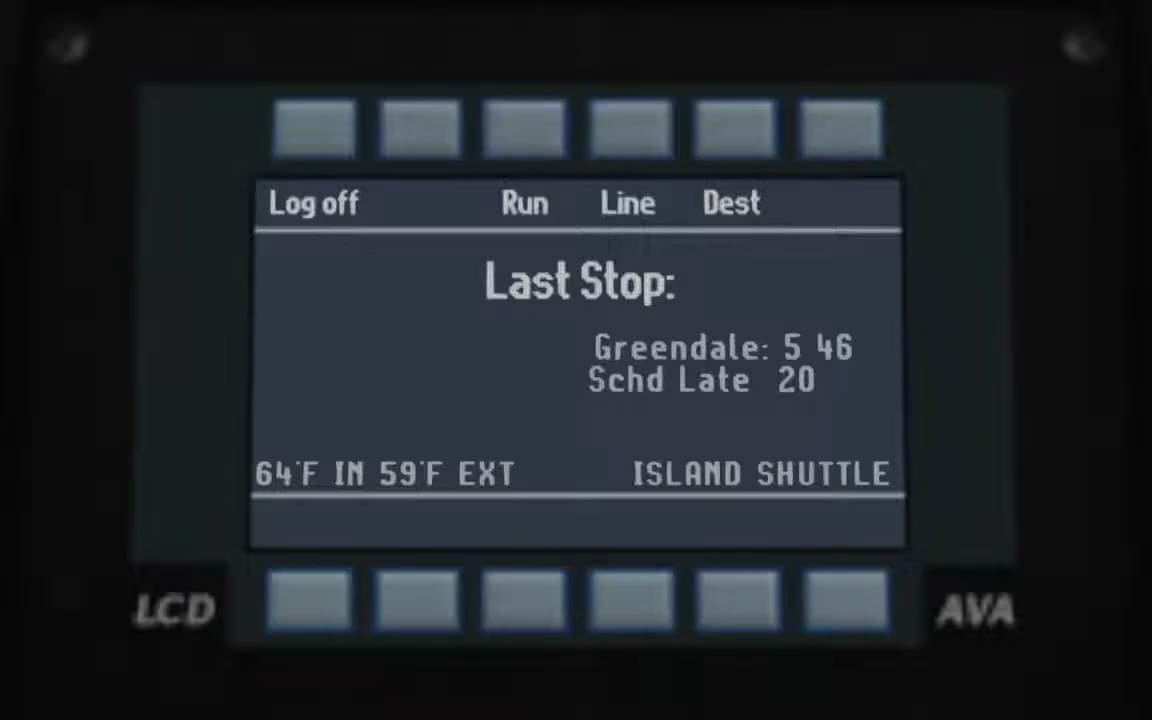 Log off Run Line Dest
Last Stop:
Greendale: 5 46
Schd Late 20
64°F IN 59°F EXT ISLAND SHUTTLE
LCD AVA